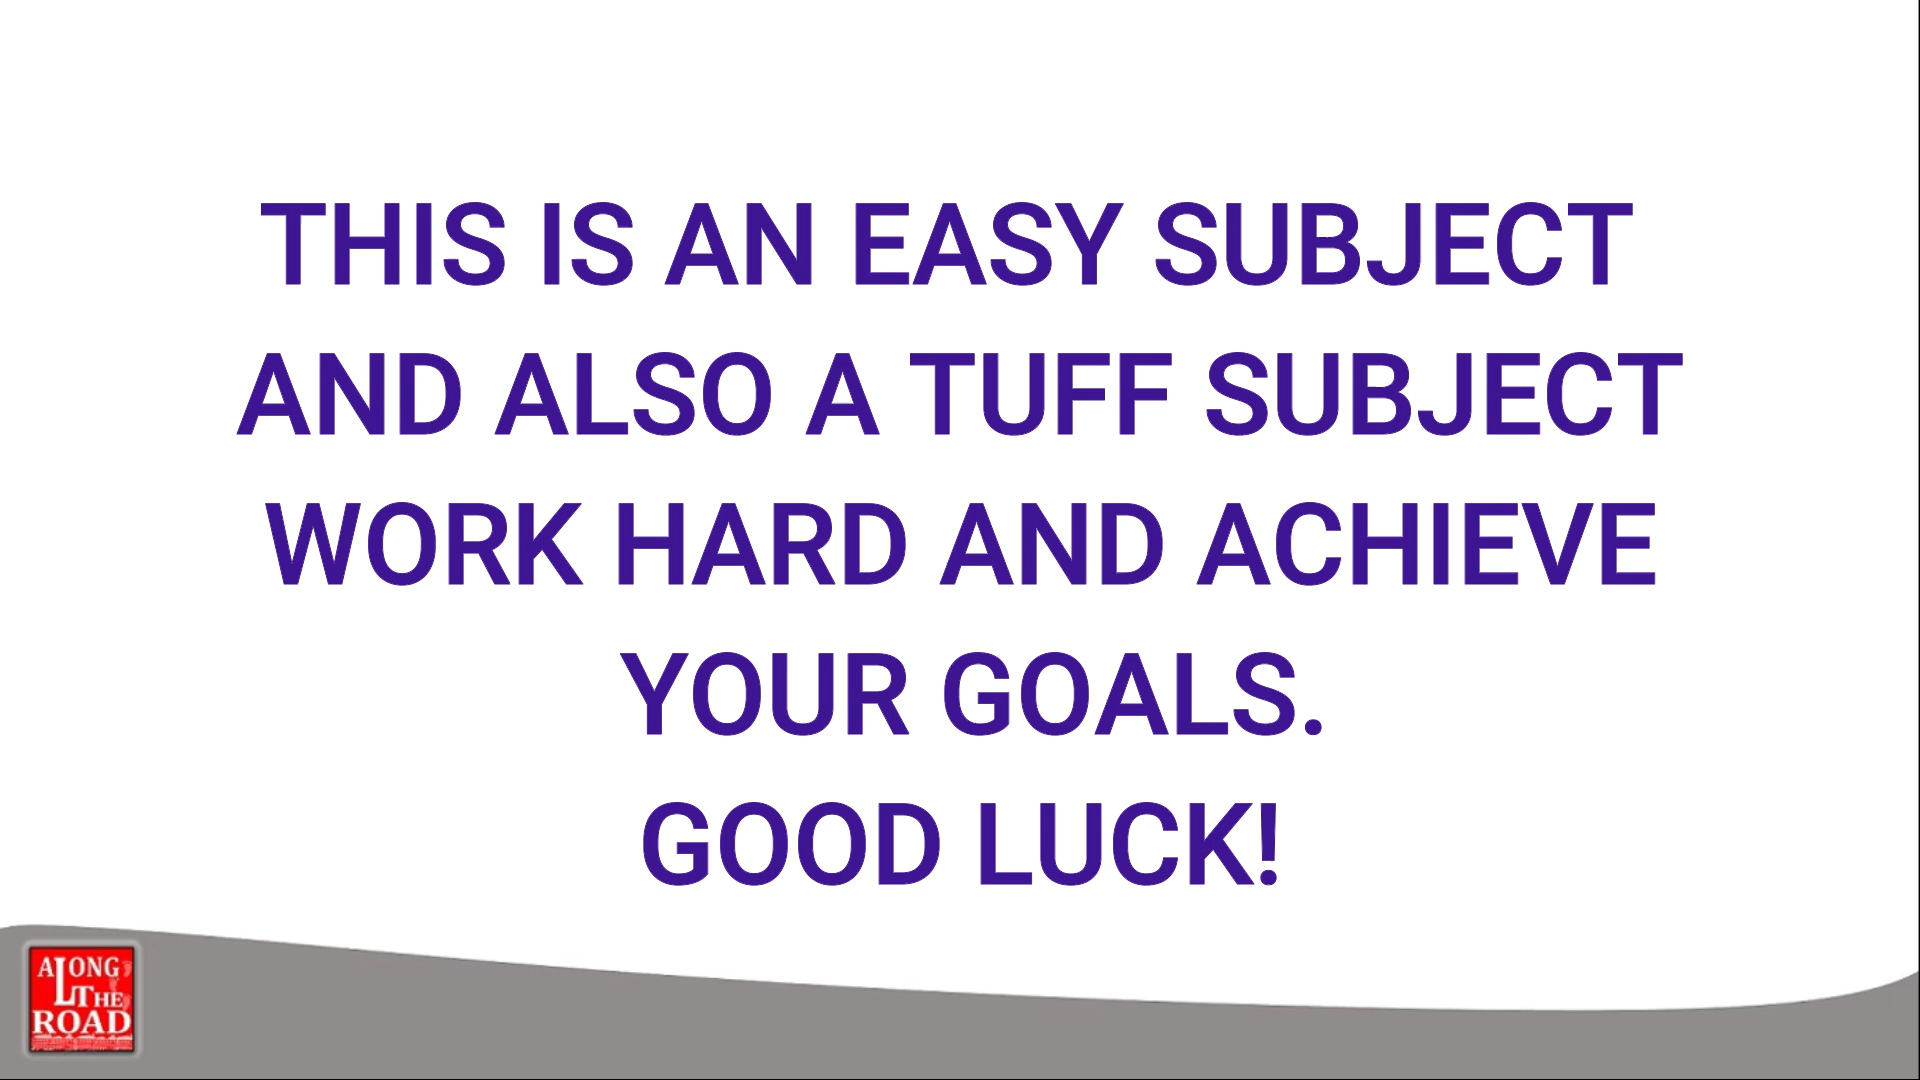 THIS IS AN EASY SUBJECT
AND ALSO A TUFF SUBJECT
WORK HARD AND ACHIEVE
YOUR GOALS.
GOOD LUCK!
ALONG
THE
ROAD